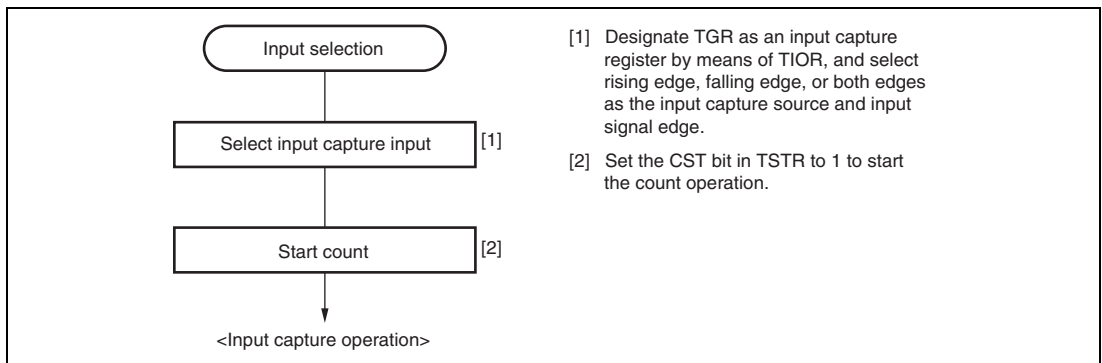 Input selection
Select input capture input
[1]
Start count
[2]
<Input capture operation>
[1] Designate TGR as an input capture
register by means of TIOR, and select
rising edge, falling edge, or both edges
as the input capture source and input
signal edge.
[2] Set the CST bit in TSTR to 1 to start
the count operation.